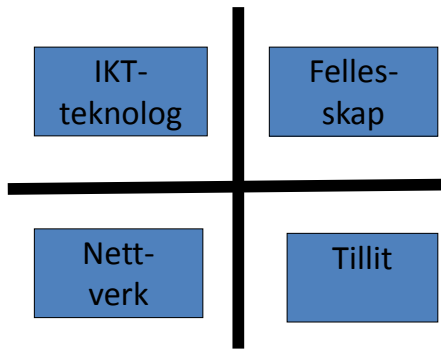 IKT-
teknolog
Felles-
skap
Nett-
verk
Tillit